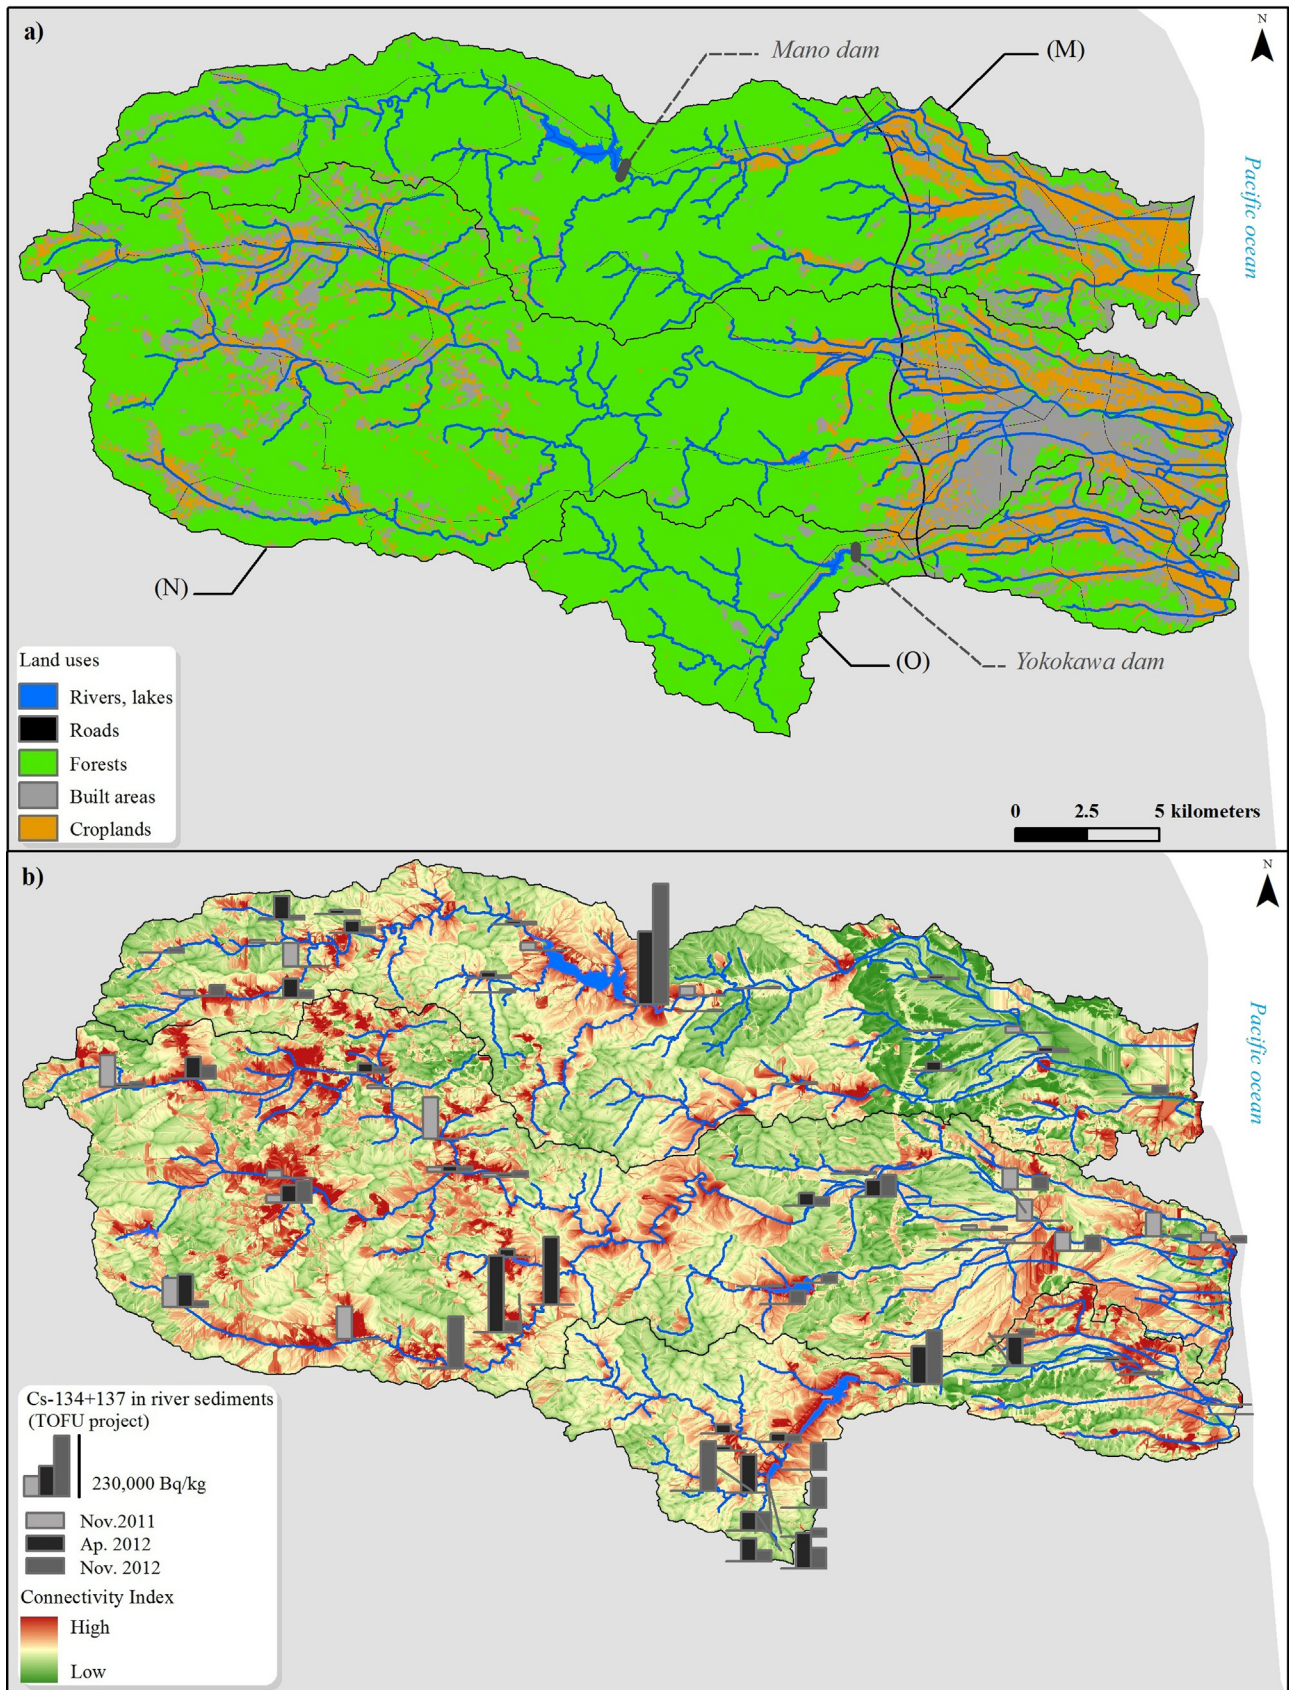 a)
N
Mano dam
(M)
Pacific ocean
(N)
(O)
Yokokawa dam
Land uses
Rivers, lakes
Roads
Forests
Built areas
Croplands
0 2.5 5 kilometers
b)
N
Pacific ocean
Cs-134+137 in river sediments
(TOFU project)
230,000 Bq/kg
Nov.2011
Ap. 2012
Nov. 2012
Connectivity Index
High
Low